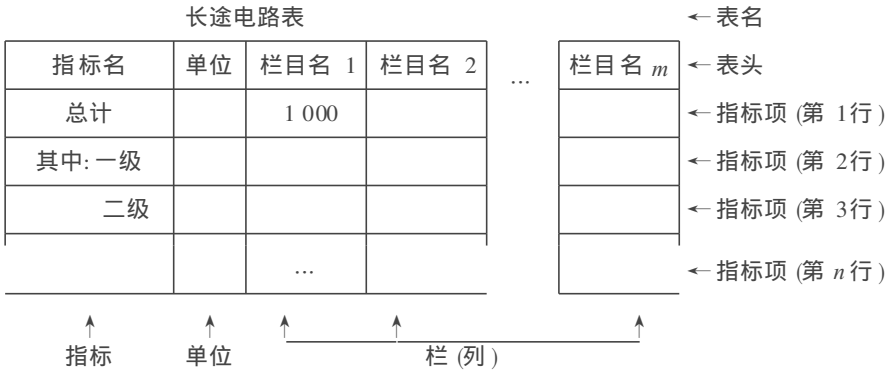 长途电路表 ←表名
指标名 单位 栏目名 1 栏目名 2 … 栏目名 m ←表头
总计 1 000 ←指标项 (第 1行)
其中: 一级 ←指标项 (第 2行)
二级 ←指标项 (第 3行)
… ←指标项 (第 n行)
指标 单位 栏 (列)